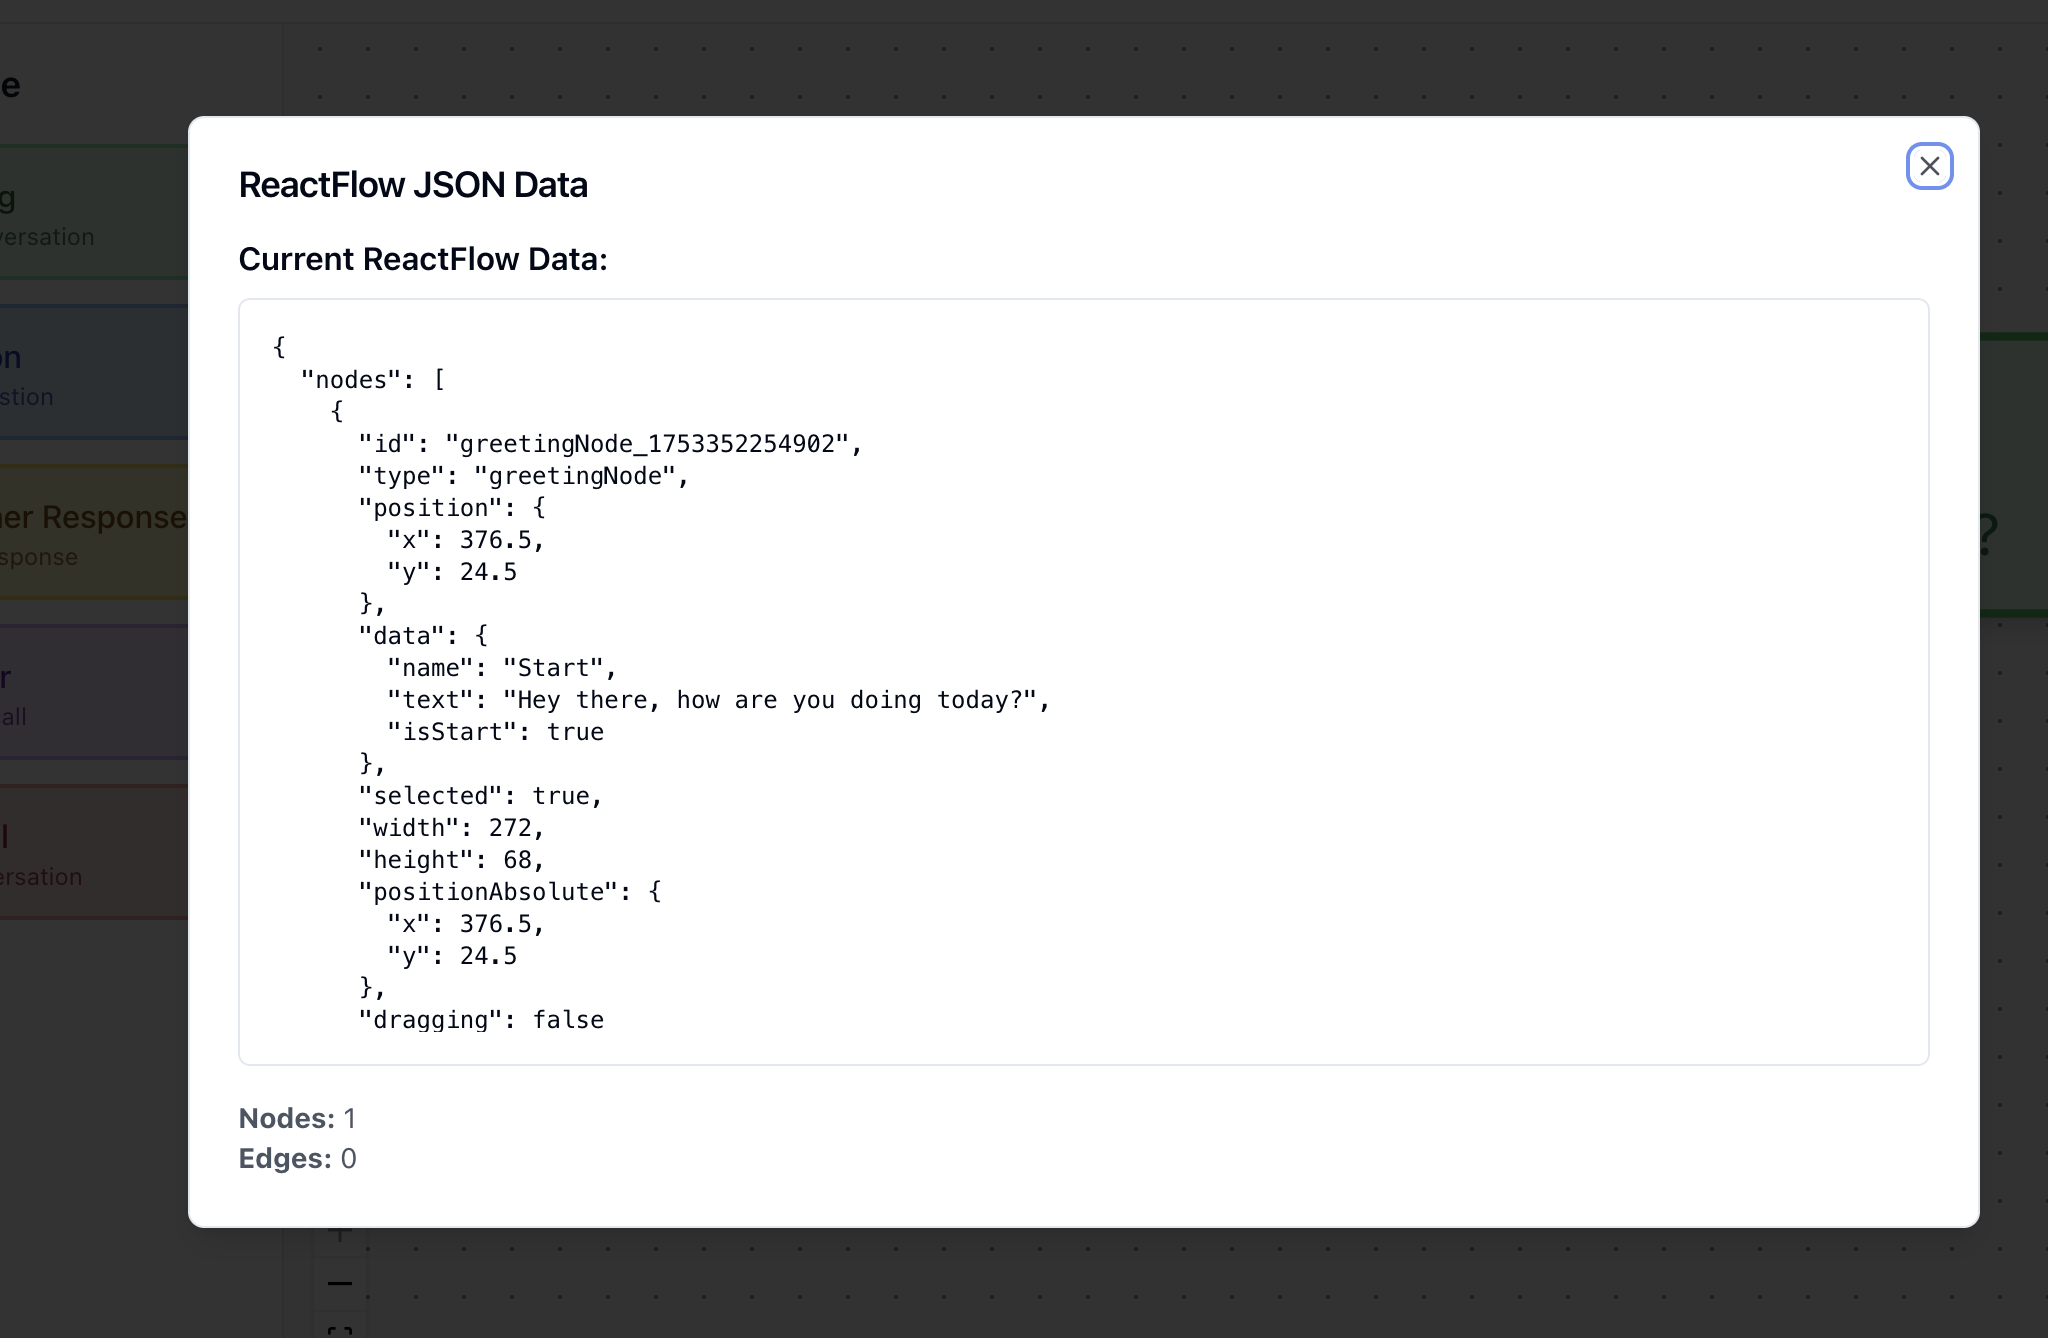 e
g
versation
on
stion
er Response
sponse
r
all
l
ersation
?
ReactFlow JSON Data
Current ReactFlow Data:
{
  "nodes": [
    {
      "id": "greetingNode_1753352254902",
      "type": "greetingNode",
      "position": {
        "x": 376.5,
        "y": 24.5
      },
      "data": {
        "name": "Start",
        "text": "Hey there, how are you doing today?",
        "isStart": true
      },
      "selected": true,
      "width": 272,
      "height": 68,
      "positionAbsolute": {
        "x": 376.5,
        "y": 24.5
      },
      "dragging": false
Nodes: 1
Edges: 0